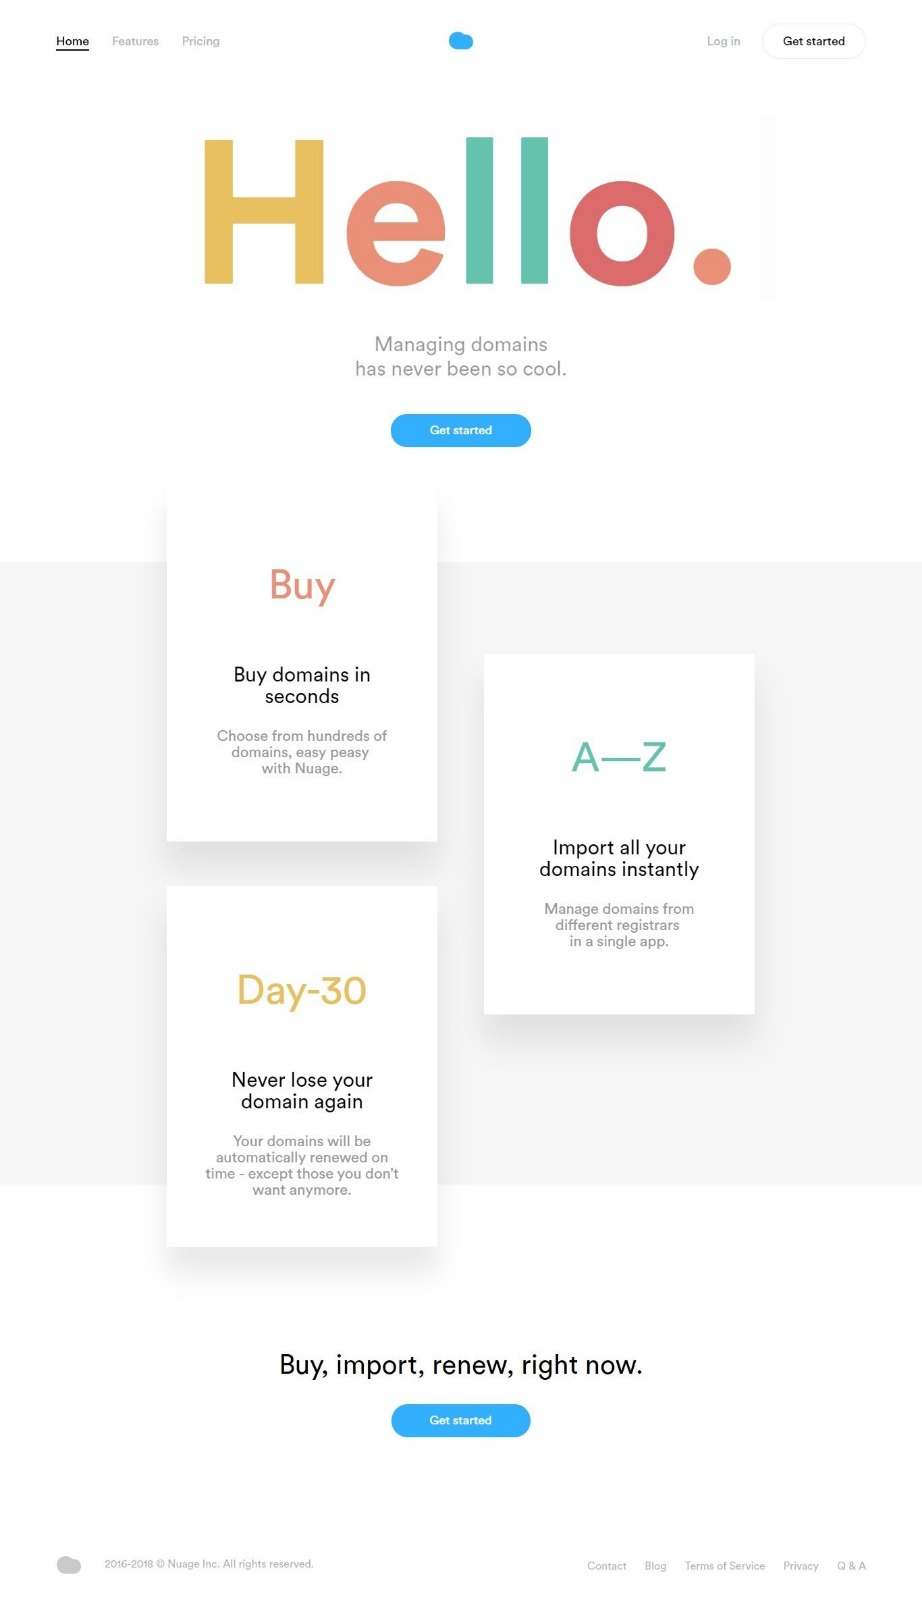 Home Features Pricing Log in Get started
Hello.
Managing domains
has never been so cool.
Get started
Buy
Buy domains in
seconds
Choose from hundreds of
domains, easy peasy
with Nuage.
A—Z
Import all your
domains instantly
Manage domains from
different registrars
in a single app.
Day-30
Never lose your
domain again
Your domains will be
automatically renewed on
time - except those you don't
want anymore.
Buy, import, renew, right now.
Get started
2016-2018 © Nuage Inc. All rights reserved.
Contact Blog Terms of Service Privacy Q & A